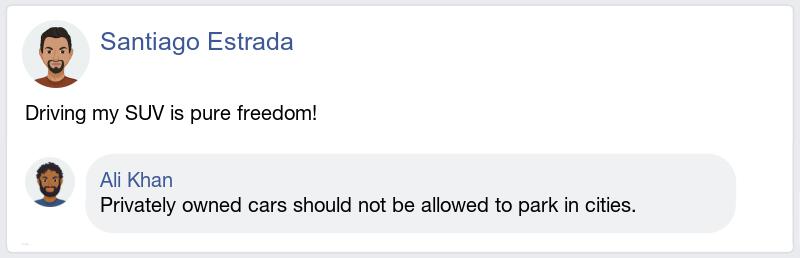 Santiago Estrada
Driving my SUV is pure freedom!
Ali Khan
Privately owned cars should not be allowed to park in cities.